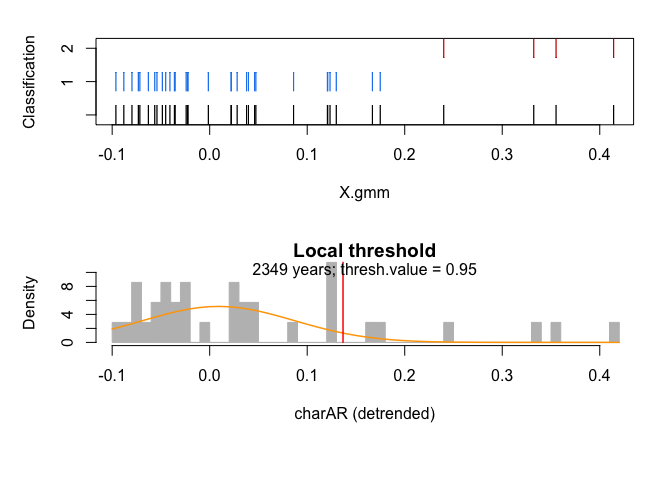 Classification
2
1
-0.1 0.0 0.1 0.2 0.3 0.4
X.gmm
Local threshold
2349 years; thresh.value = 0.95
Density
8
4
0
-0.1 0.0 0.1 0.2 0.3 0.4
charAR (detrended)